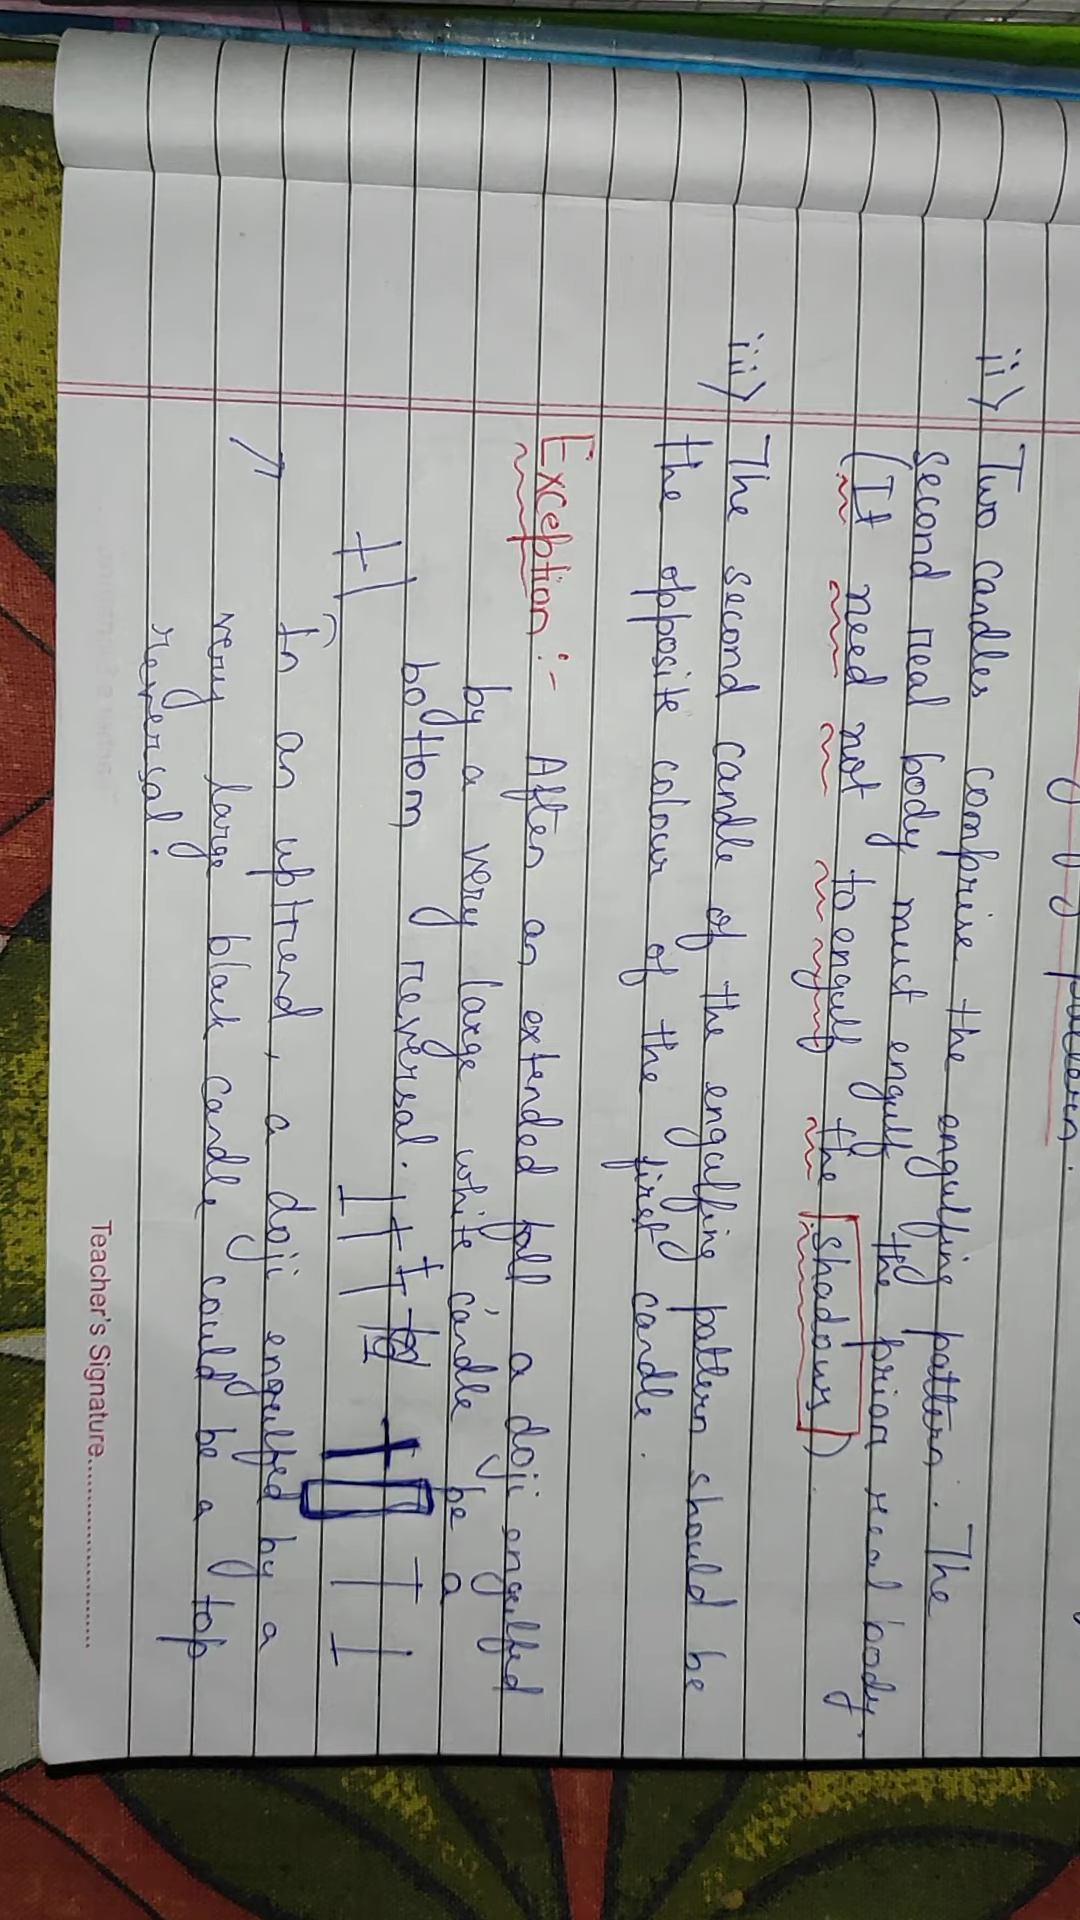 pattern.
ii) Two candles comprise the engulfing pattern. The
second real body must engulf the prior real body.
(It need not to engulf the shadows)
iii) The second candle of the engulfing pattern should be
the opposite colour of the first candle.
Exception :- After an extended fall a doji engulfed
by a very large white candle be a
bottom reversal.
In an uptrend, a doji engulfed by a
very large black candle could be a top
reversal.
Teacher's Signature